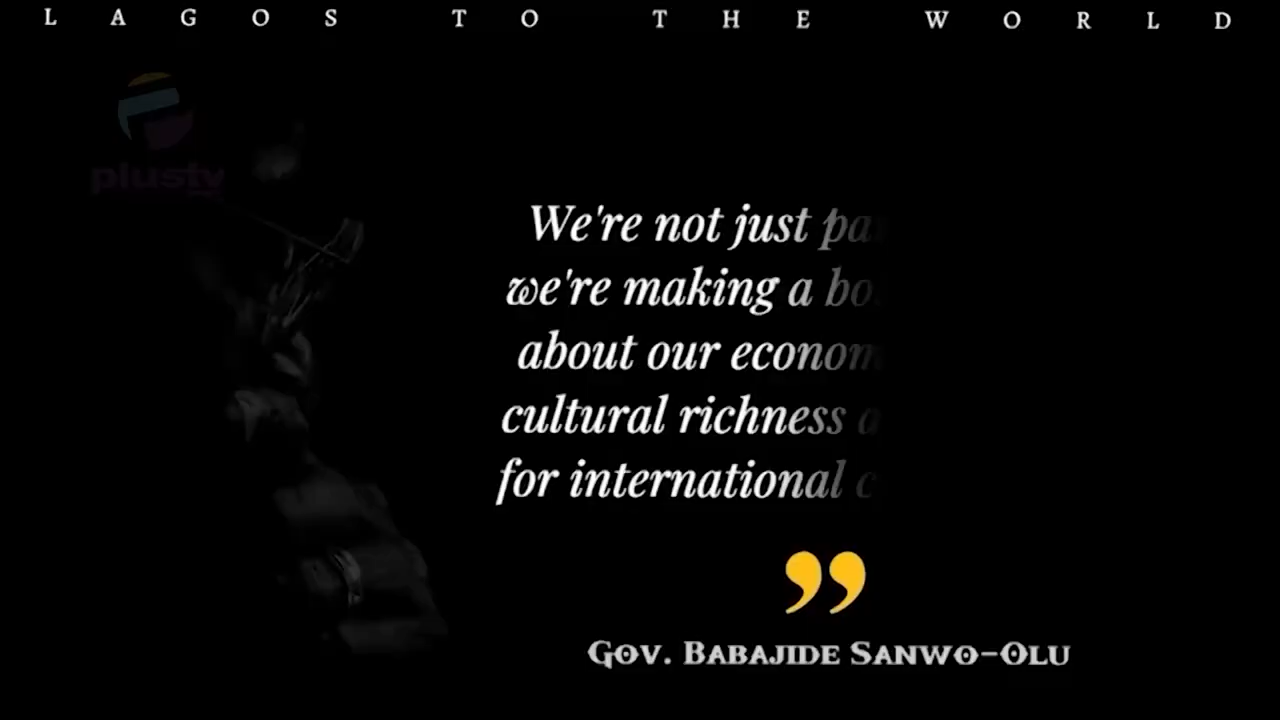 LAGOS TO THE WORLD
plustv
We're not just
we're making a
about our
cultural richness
for international
”
Gov. Babajide Sanwo-Olu